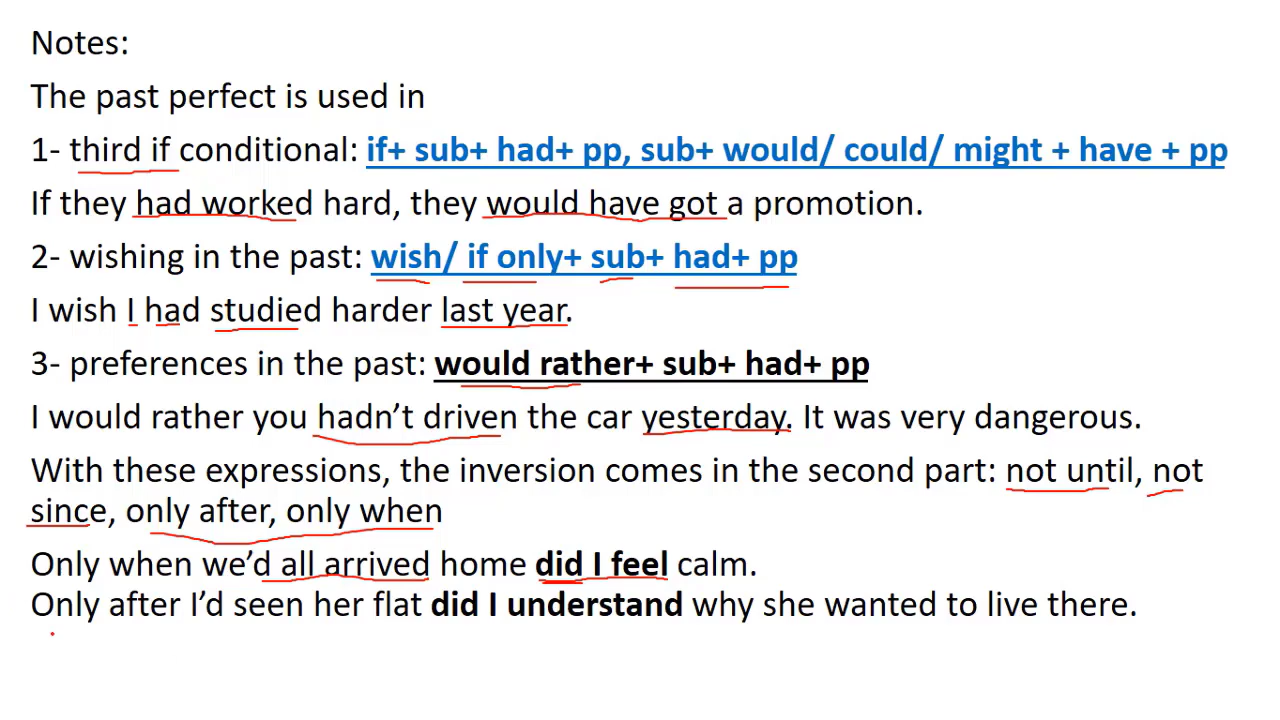 Notes:
The past perfect is used in
1- third if conditional: if+ sub+ had+ pp, sub+ would/ could/ might + have + pp
If they had worked hard, they would have got a promotion.
2- wishing in the past: wish/ if only+ sub+ had+ pp
I wish I had studied harder last year.
3- preferences in the past: would rather+ sub+ had+ pp
I would rather you hadn’t driven the car yesterday. It was very dangerous.
With these expressions, the inversion comes in the second part: not until, not
since, only after, only when
Only when we’d all arrived home did I feel calm.
Only after I’d seen her flat did I understand why she wanted to live there.